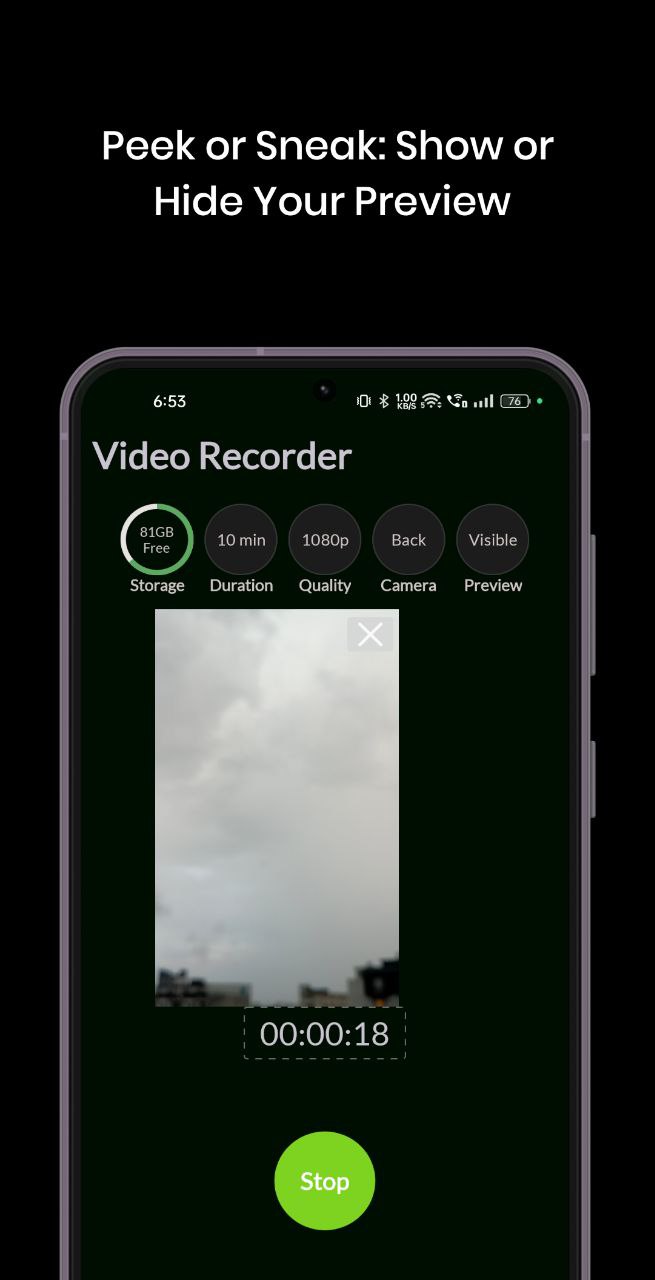 Peek or Sneak: Show or
Hide Your Preview
6:53
1.00
KB/S
5
76
Video Recorder
81GB
Free
10 min
1080p
Back
Visible
Storage
Duration
Quality
Camera
Preview
00:00:18
Stop